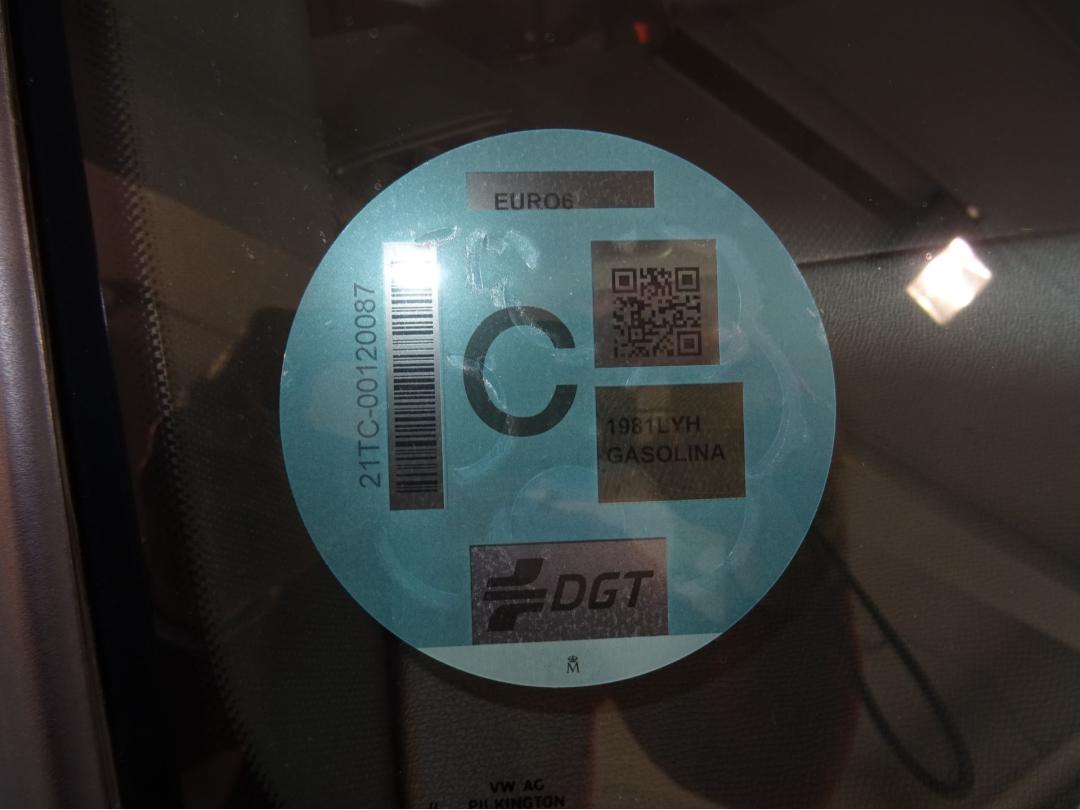 EURO6
21TC-00120087
C
1981LYH
GASOLINA
DGT
M
VW AG
PILKINGTON